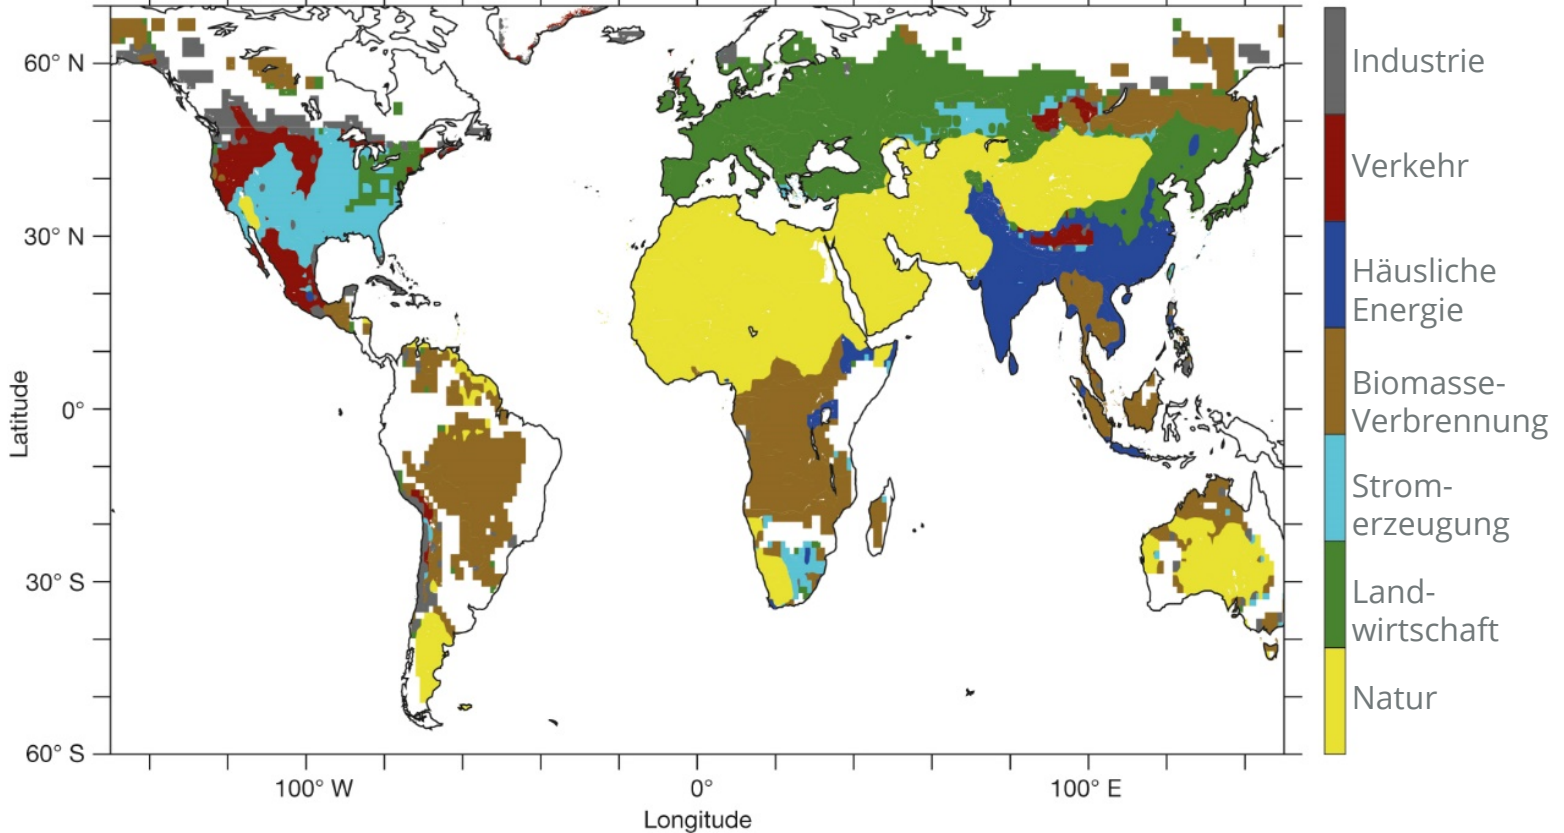 60° N
30° N
0°
30° S
60° S
Latitude
100° W
0°
100° E
Longitude
Industrie
Verkehr
Häusliche
Energie
Biomasse-
Verbrennung
Strom-
erzeugung
Land-
wirtschaft
Natur